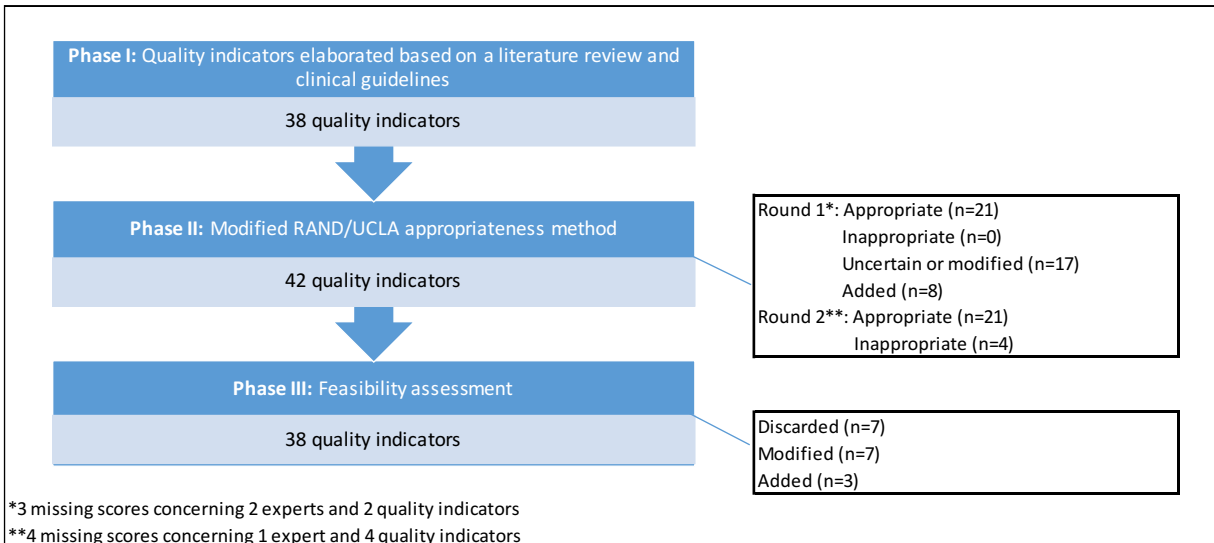 Phase I: Quality indicators elaborated based on a literature review and
clinical guidelines
38 quality indicators
Phase II: Modified RAND/UCLA appropriateness method
42 quality indicators
Round 1*: Appropriate (n=21)
Inappropriate (n=0)
Uncertain or modified (n=17)
Added (n=8)
Round 2**: Appropriate (n=21)
Inappropriate (n=4)
Phase III: Feasibility assessment
38 quality indicators
Discarded (n=7)
Modified (n=7)
Added (n=3)
*3 missing scores concerning 2 experts and 2 quality indicators
**4 missing scores concerning 1 expert and 4 quality indicators